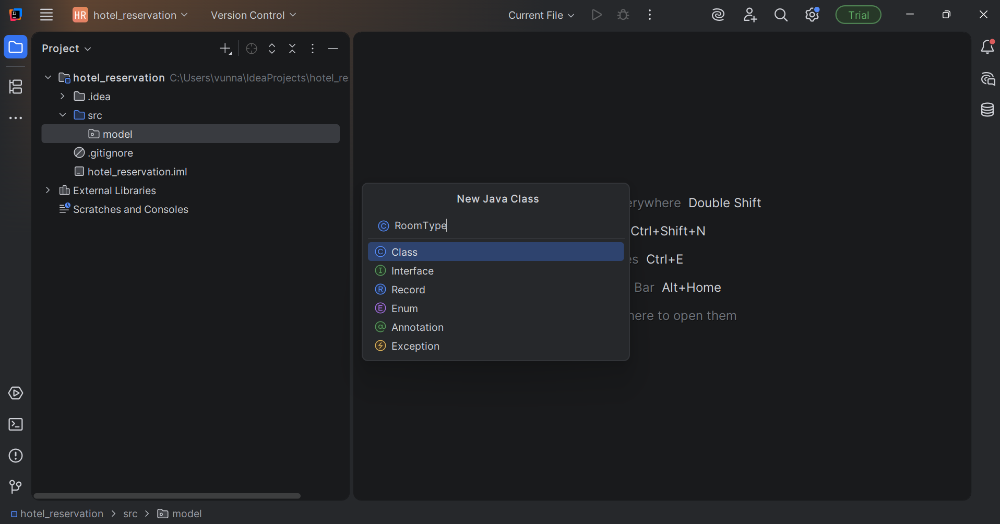 HR hotel_reservation Version Control Current File Trial
Project
hotel_reservation C:\Users\vunna\IdeaProjects\hotel_re
.idea
src
model
.gitignore
hotel_reservation.iml
External Libraries
Scratches and Consoles
New Java Class
RoomType
Class
Interface
Record
Enum
Annotation
Exception
erywhere Double Shift
Ctrl+Shift+N
es Ctrl+E
Bar Alt+Home
here to open them
hotel_reservation > src > model